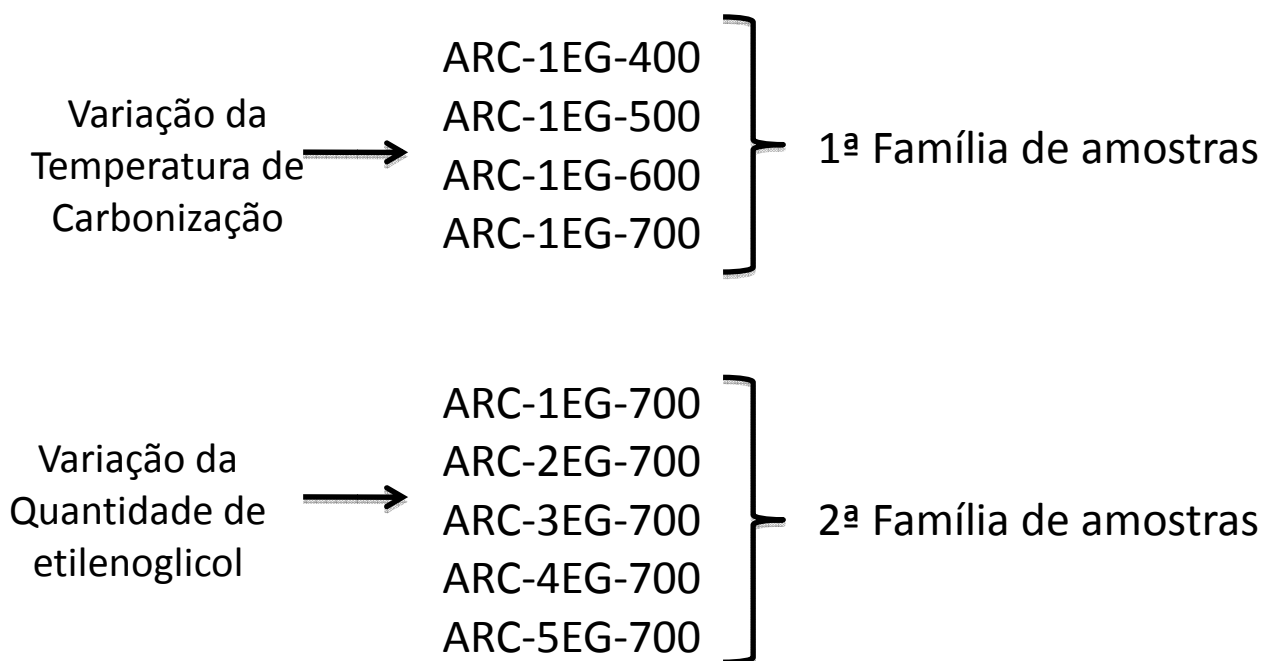 Variação da
Temperatura de
Carbonização
ARC-1EG-400
ARC-1EG-500
ARC-1EG-600
ARC-1EG-700
1ª Família de amostras
Variação da
Quantidade de
etilenoglicol
ARC-1EG-700
ARC-2EG-700
ARC-3EG-700
ARC-4EG-700
ARC-5EG-700
2ª Família de amostras